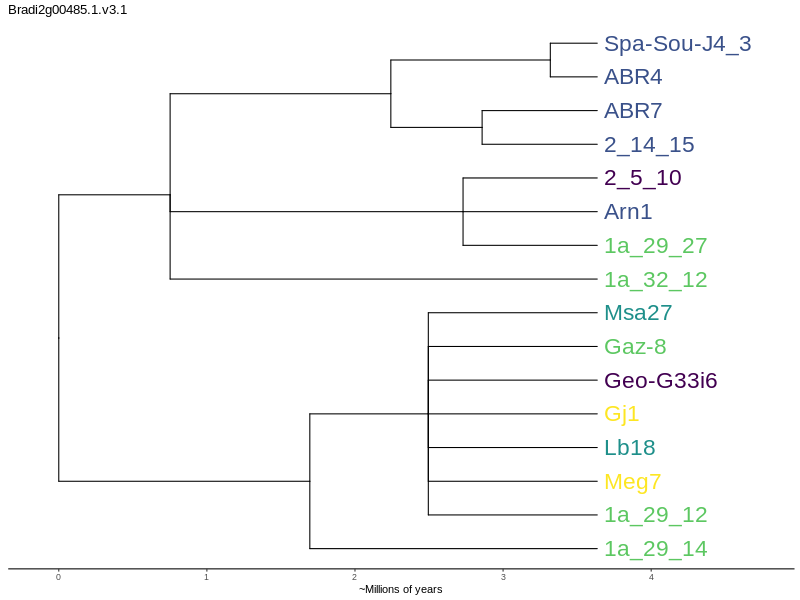 Bradi2g00485.1.v3.1
Spa-Sou-J4_3
ABR4
ABR7
2_14_15
2_5_10
Arn1
1a_29_27
1a_32_12
Msa27
Gaz-8
Geo-G33i6
Gj1
Lb18
Meg7
1a_29_12
1a_29_14
0 1 2 3 4
~Millions of years